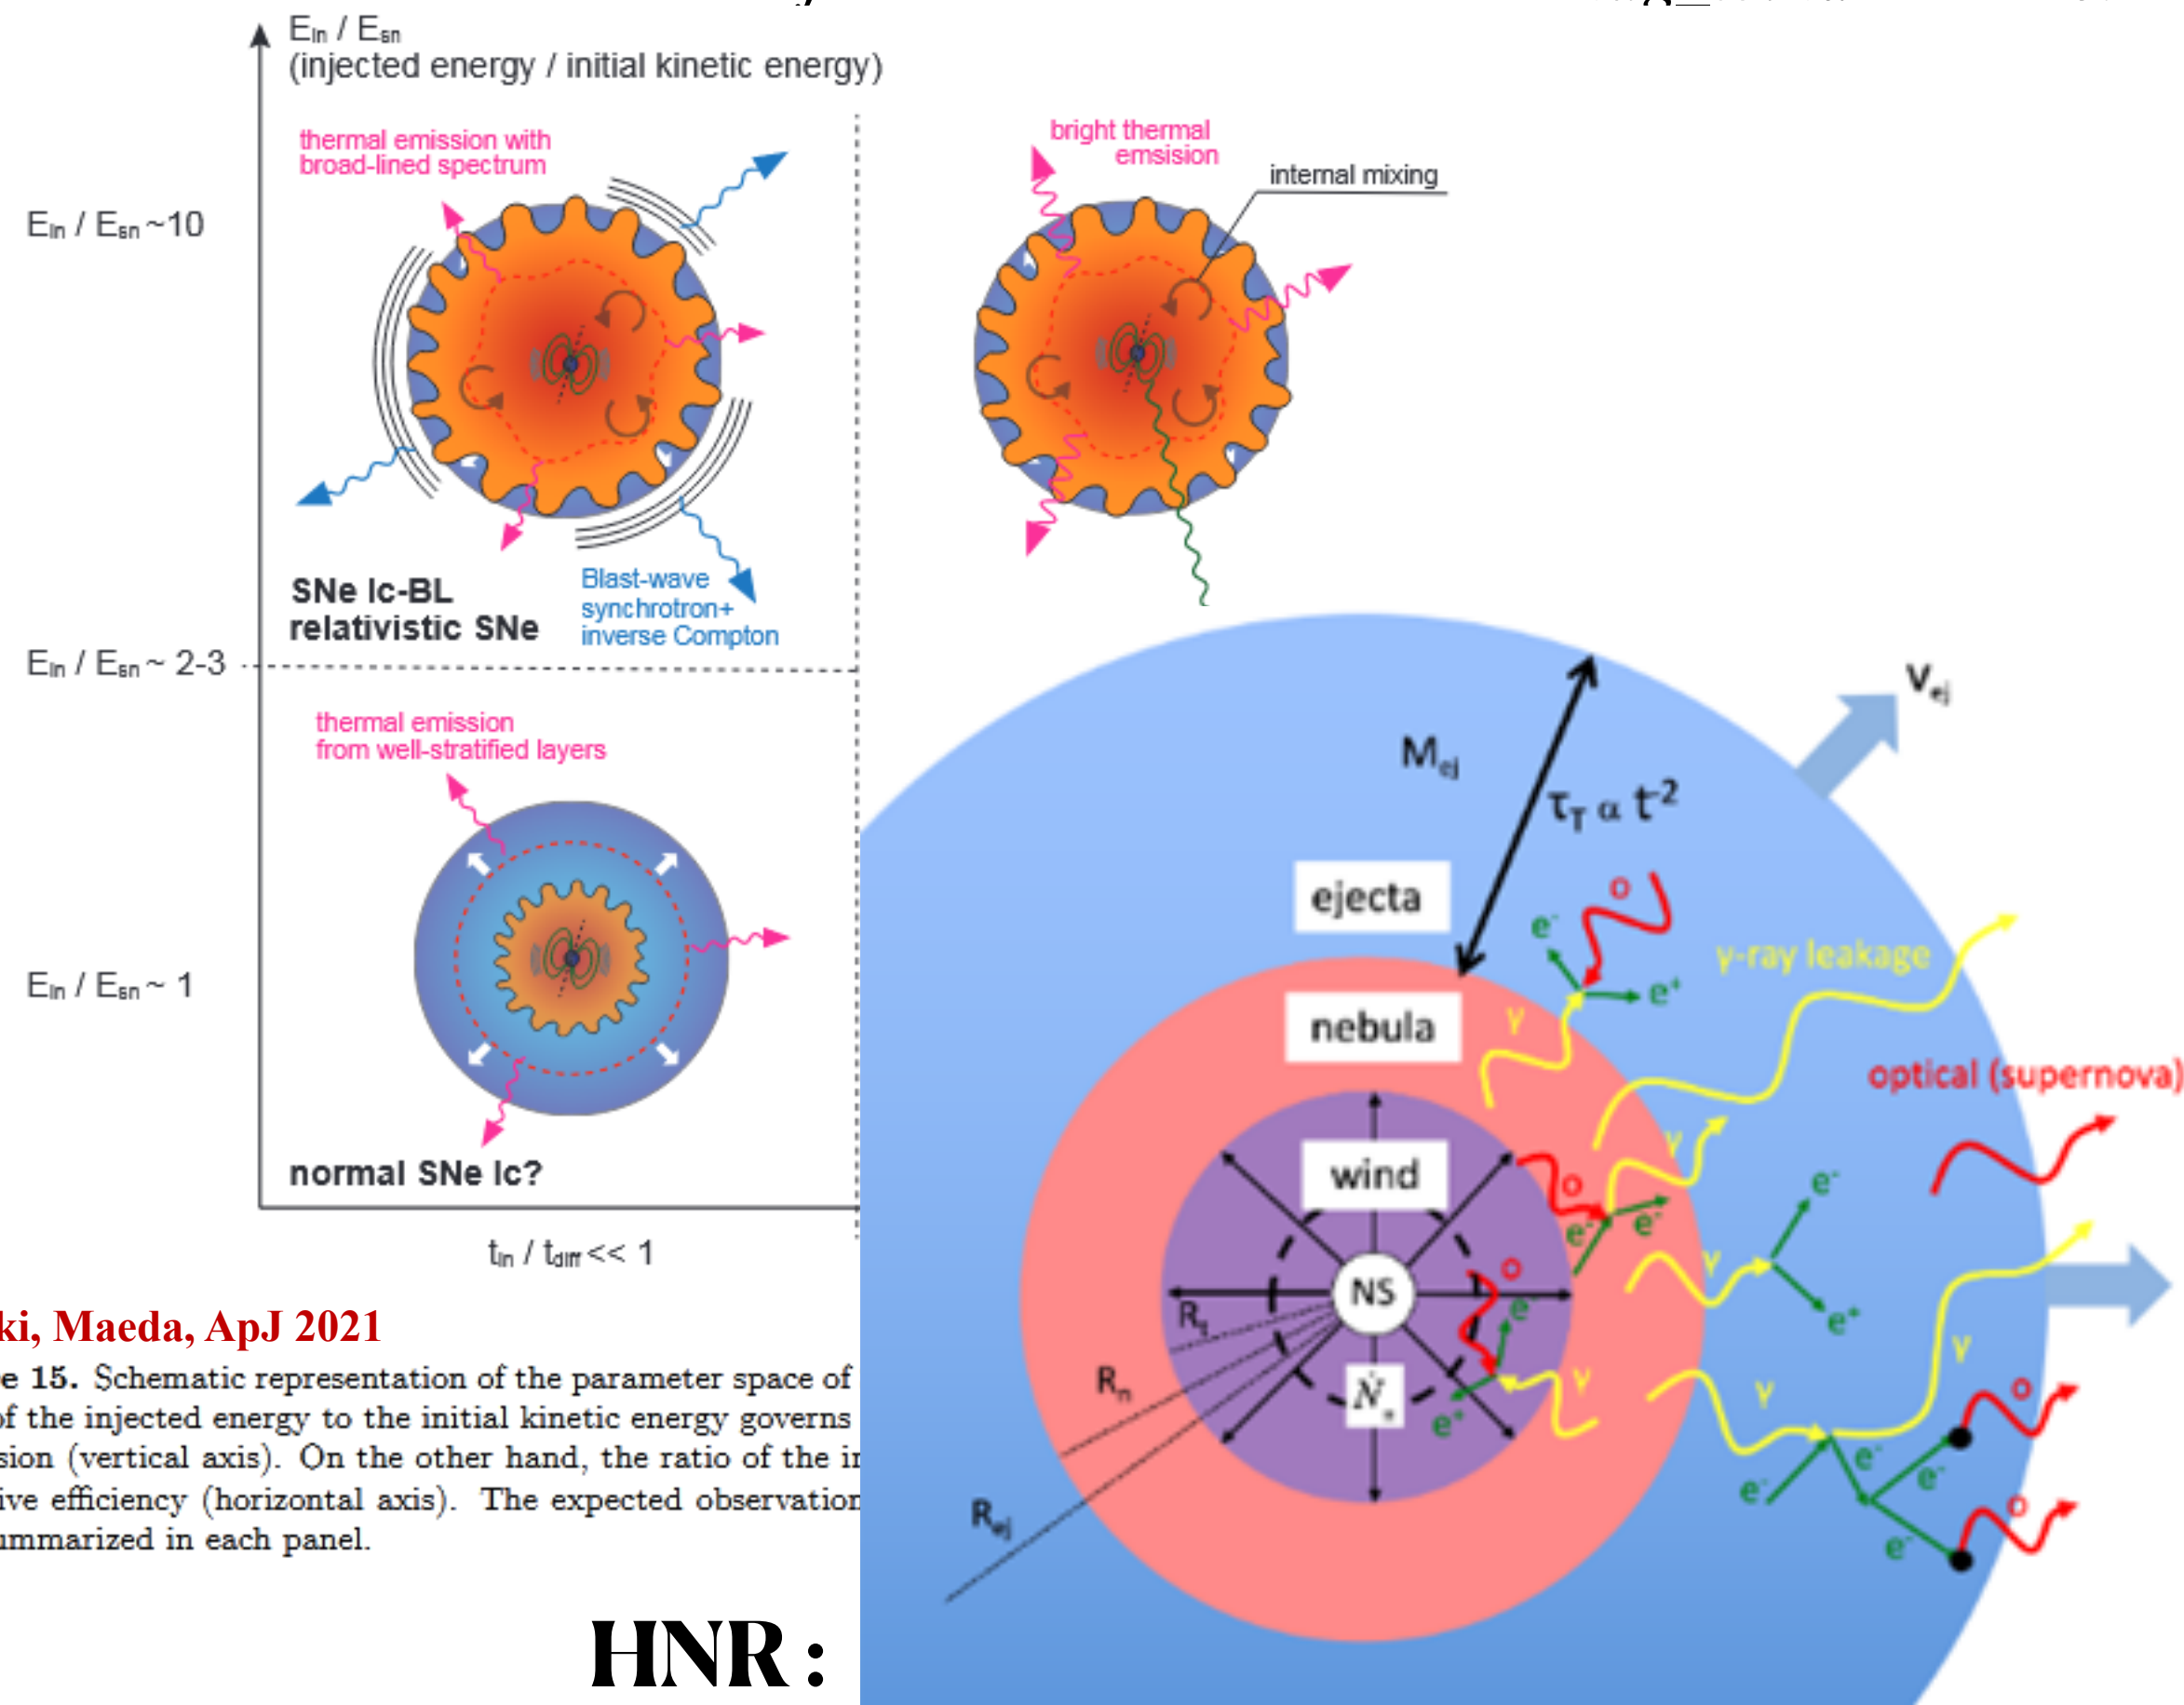 E_in / E_sn
(injected energy / initial kinetic energy)
thermal emission with
broad-lined spectrum
bright thermal
emsision
internal mixing
E_in / E_sn ~10
SNe Ic-BL
relativistic SNe
Blast-wave
synchrotron+
inverse Compton
E_in / E_sn ~ 2-3
thermal emission
from well-stratified layers
E_in / E_sn ~ 1
normal SNe Ic?
t_in / t_diff << 1
ki, Maeda, ApJ 2021
e 15. Schematic representation of the parameter space of
of the injected energy to the initial kinetic energy governs
sion (vertical axis). On the other hand, the ratio of the in
ive efficiency (horizontal axis). The expected observation
ummarized in each panel.
HNR :
V_ej
M_ej
τ_T α t^-2
ejecta
o
e^-
e^+
γ
γ-ray leakage
nebula
optical (supernova)
γ
wind
o
e^-
e^-
e^-
γ
e^+
NS
o
e^-
R_t
γ
R_n
Ṅ
γ
e^+
γ
o
R_ej
e^-
e^-
e^-
o
e^-